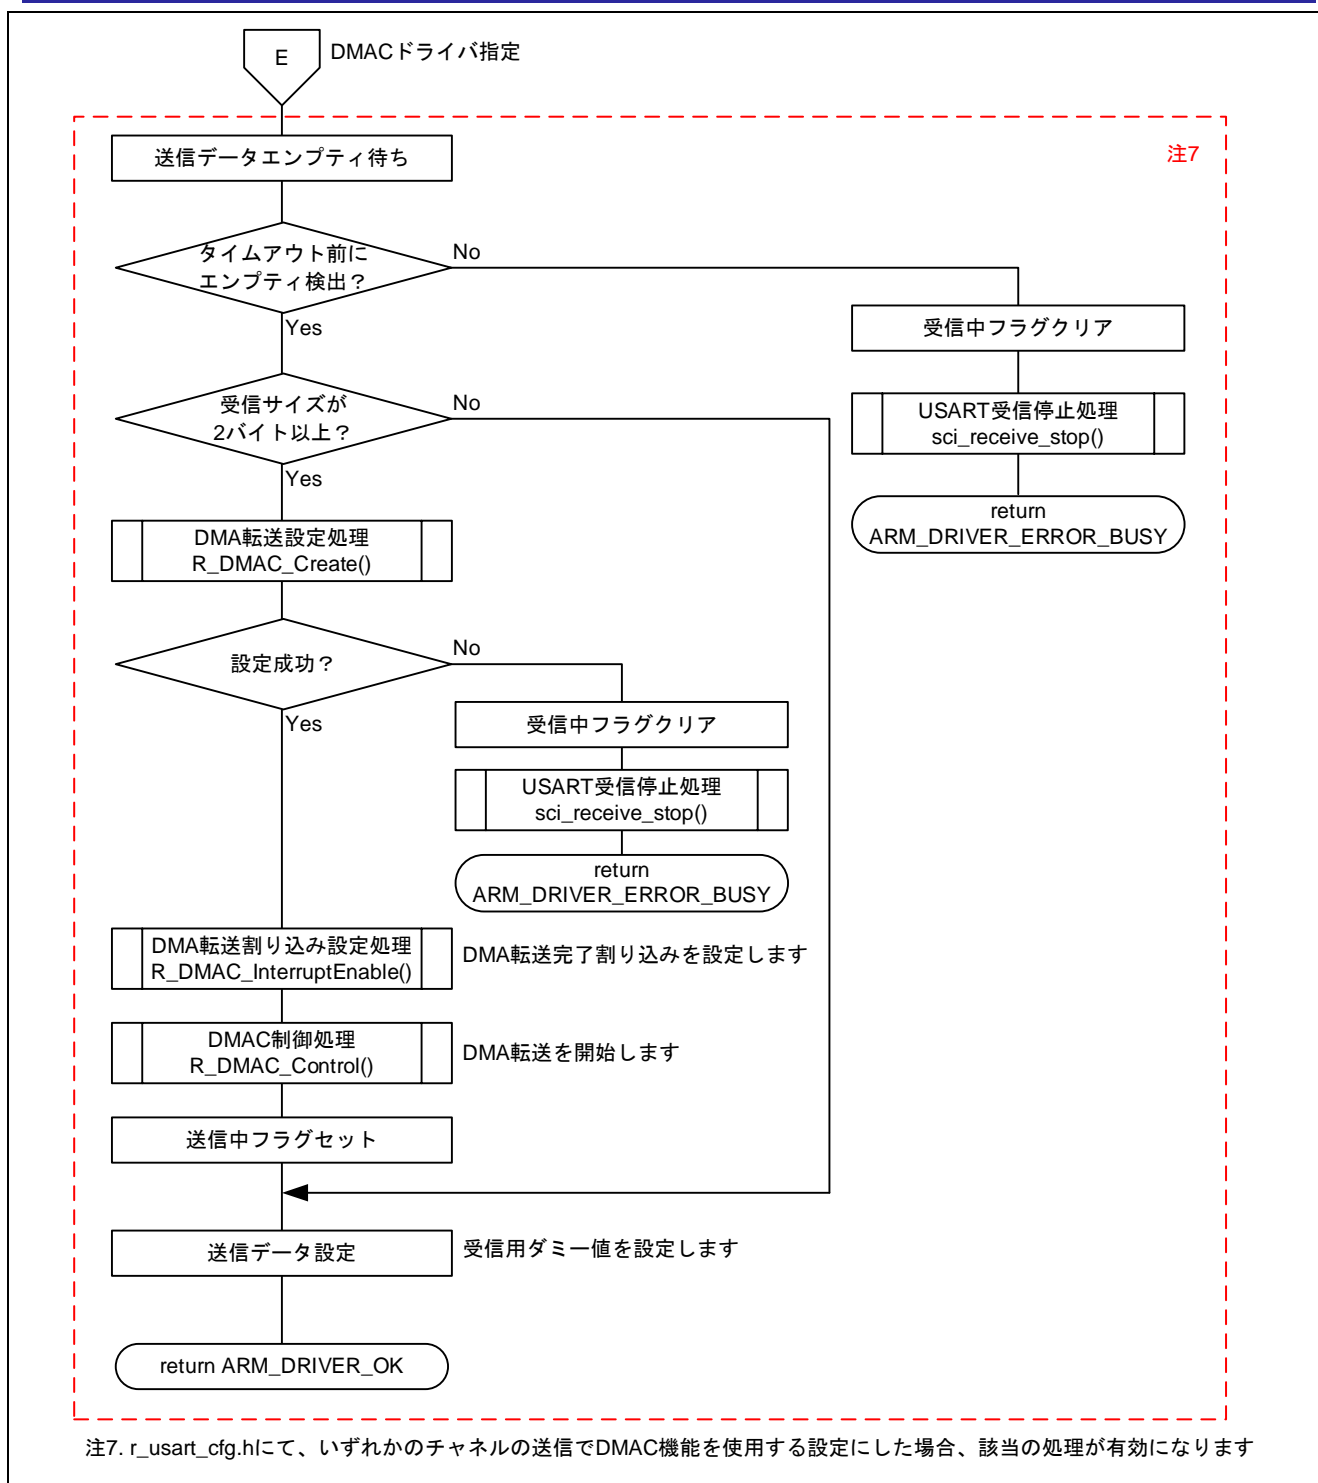 E
DMACドライバ指定
注7
送信データエンプティ待ち
タイムアウト前に
エンプティ検出？
No
Yes
受信中フラグクリア
USART受信停止処理
sci_receive_stop()
return
ARM_DRIVER_ERROR_BUSY
受信サイズが
2バイト以上？
No
Yes
DMA転送設定処理
R_DMAC_Create()
設定成功？
No
Yes
受信中フラグクリア
USART受信停止処理
sci_receive_stop()
return
ARM_DRIVER_ERROR_BUSY
DMA転送割り込み設定処理
R_DMAC_InterruptEnable()
DMA転送完了割り込みを設定します
DMAC制御処理
R_DMAC_Control()
DMA転送を開始します
送信中フラグセット
送信データ設定
受信用ダミー値を設定します
return ARM_DRIVER_OK
注7. r_usart_cfg.hにて、いずれかのチャネルの送信でDMAC機能を使用する設定にした場合、該当の処理が有効になります